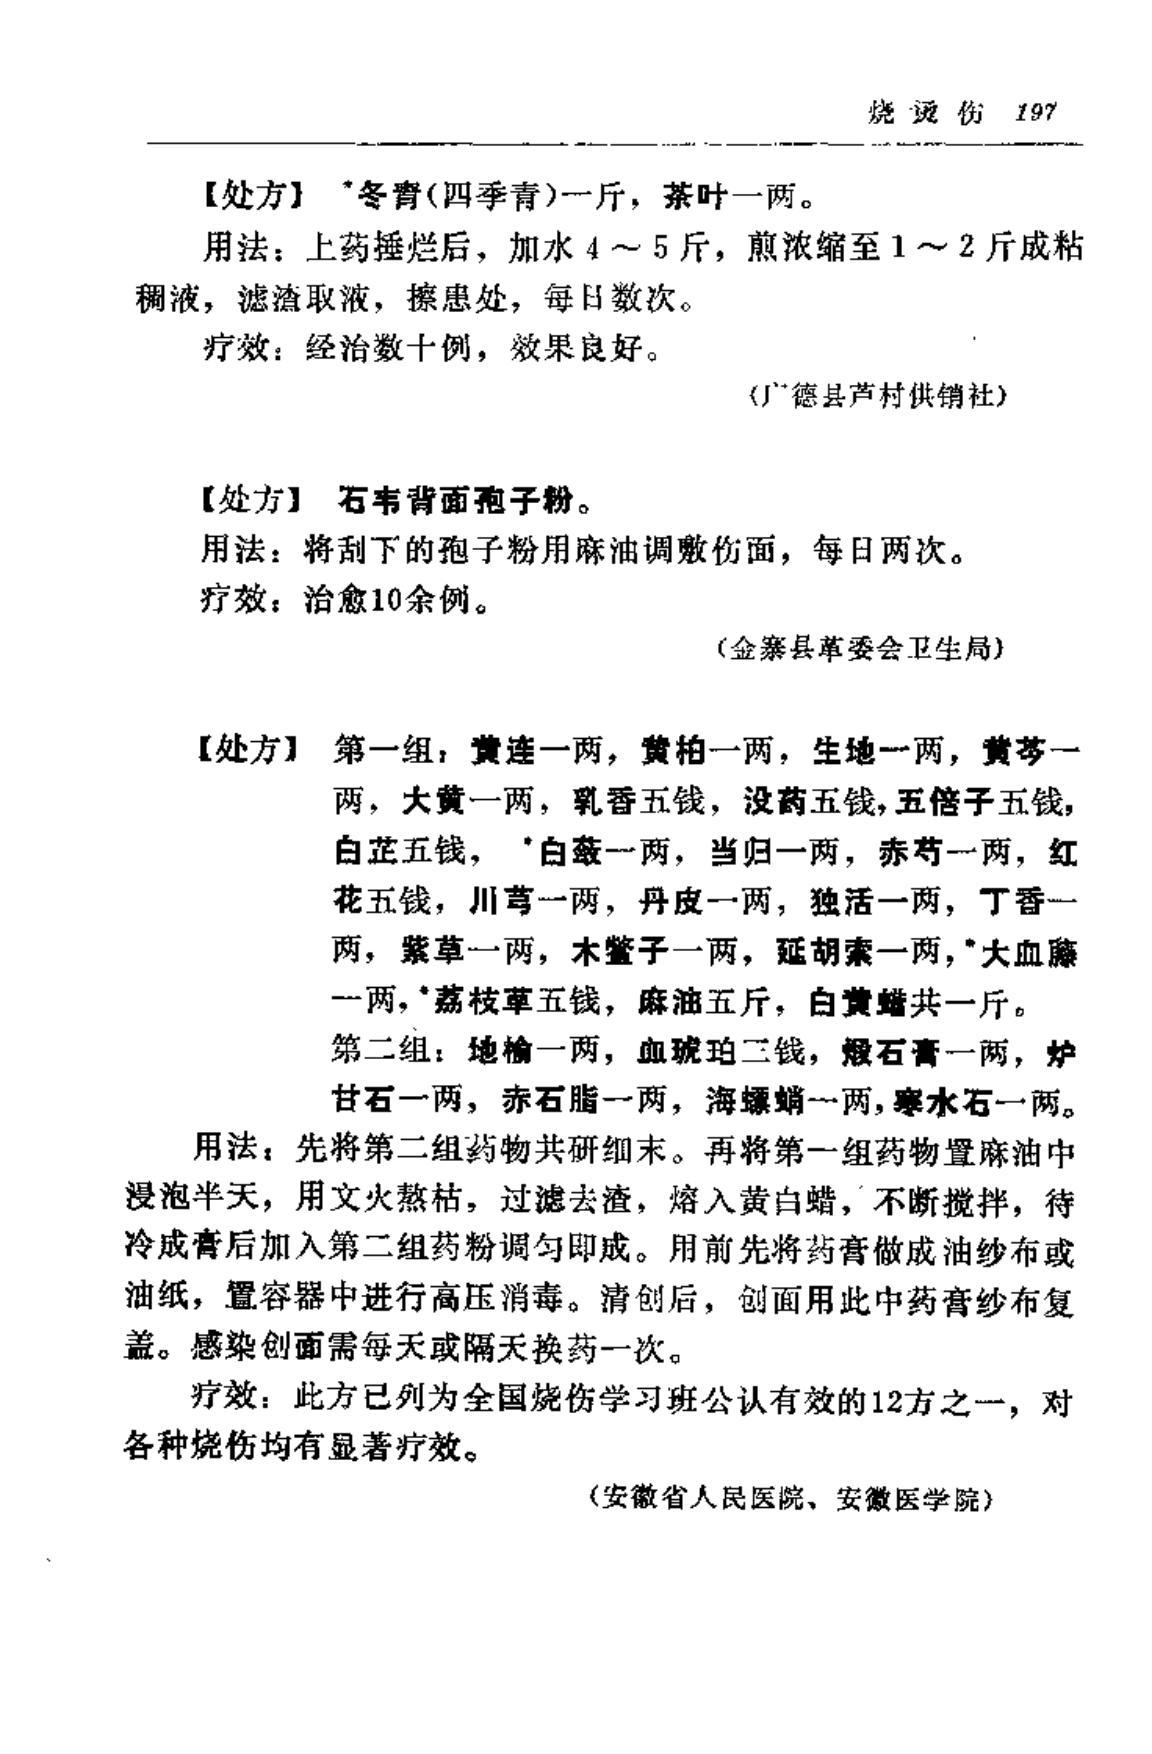 烧烫伤 197
【处方】 *冬青(四季青)一斤，茶叶一两。
用法：上药捶烂后，加水4～5斤，煎浓缩至1～2斤成粘
稠液，滤渣取液，擦患处，每日数次。
疗效：经治数十例，效果良好。
(广德县芦村供销社)
【处方】 石韦背面孢子粉。
用法：将刮下的孢子粉用麻油调敷伤面，每日两次。
疗效：治愈10余例。
(金寨县革委会卫生局)
【处方】 第一组：黄连一两，黄柏一两，生地一两，黄芩一
两，大黄一两，乳香五钱，没药五钱，五倍子五钱，
白芷五钱，*白蔹一两，当归一两，赤芍一两，红
花五钱，川芎一两，丹皮一两，独活一两，丁香一
两，紫草一两，木鳖子一两，延胡索一两，*大血藤
一两，*荔枝草五钱，麻油五斤，白黄蜡共一斤。
第二组：地榆一两，血琥珀三钱，煅石膏一两，炉
甘石一两，赤石脂一两，海螵蛸一两，寒水石一两。
用法：先将第二组药物共研细末。再将第一组药物置麻油中
浸泡半天，用文火熬枯，过滤去渣，熔入黄白蜡，不断搅拌，待
冷成膏后加入第二组药粉调匀即成。用前先将药膏做成油纱布或
油纸，置容器中进行高压消毒。清创后，创面用此中药膏纱布复
盖。感染创面需每天或隔天换药一次。
疗效：此方已列为全国烧伤学习班公认有效的12方之一，对
各种烧伤均有显著疗效。
(安徽省人民医院、安徽医学院)